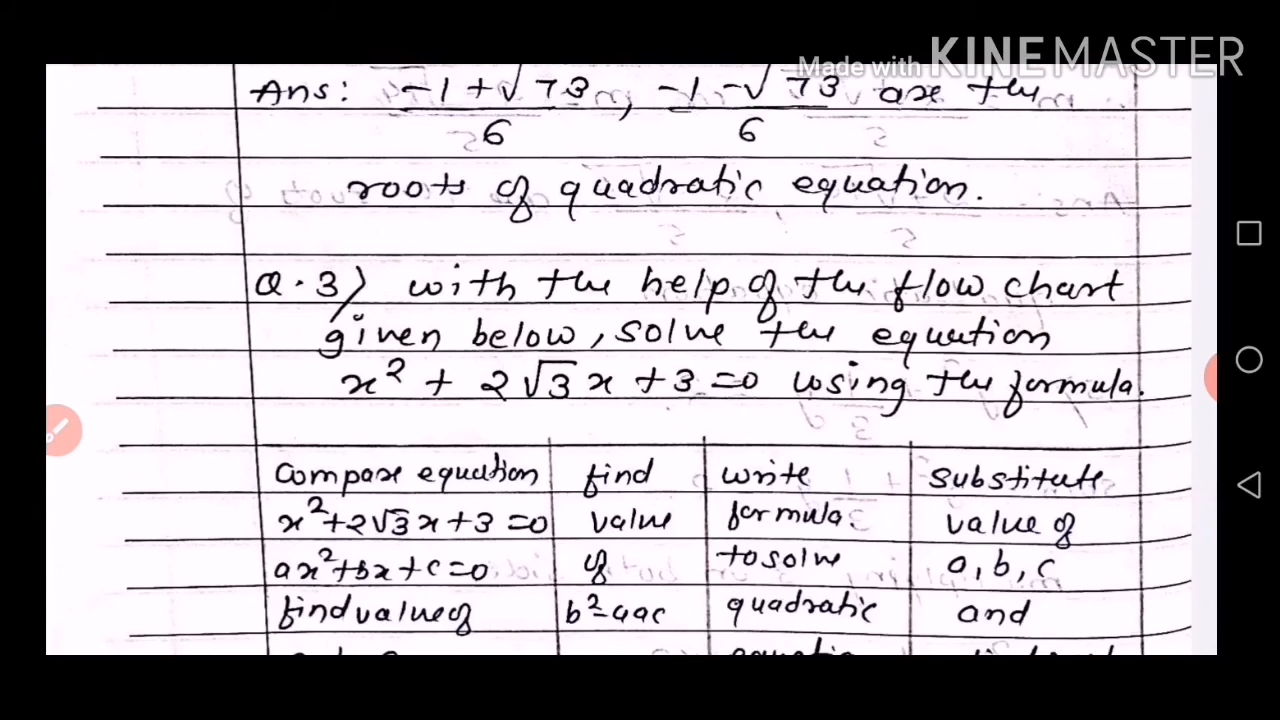 Made with KINEMASTER
Ans: -1+√73/6, -1-√73/6 are the
roots of quadratic equation.
Q.3) with the help of the flow chart
given below, solve the equation
x² + 2√3x + 3 = 0 using the formula.
compare equation find write substitute
x²+2√3x+3=0 value formula. value of
ax²+bx+c=0 of to solve a, b, c
find value of b²-4ac quadratic and